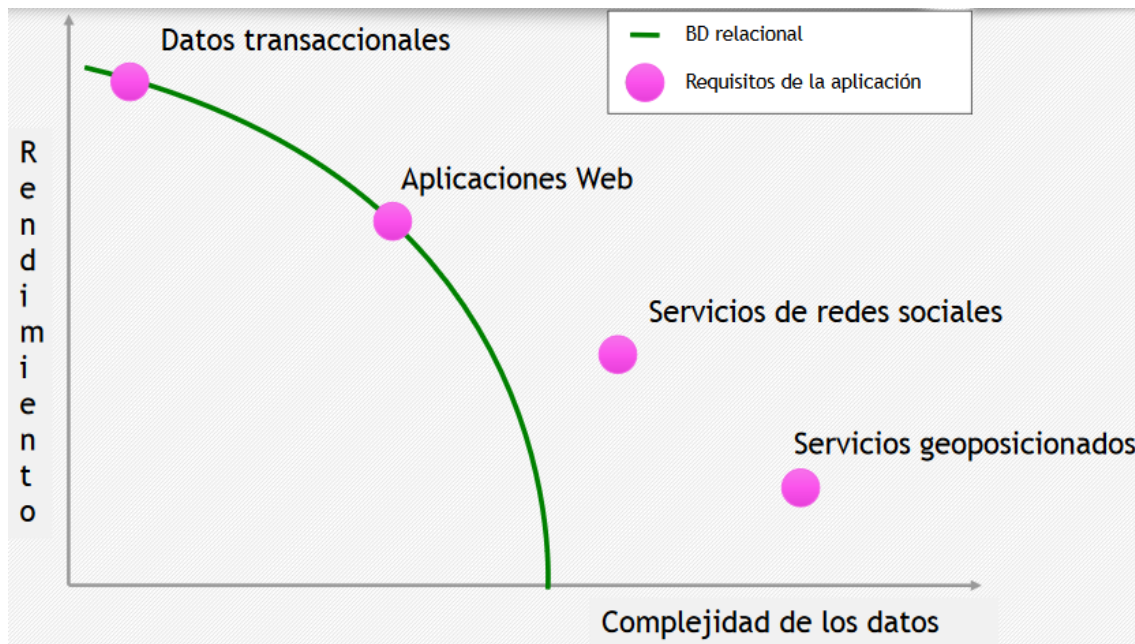 Datos transaccionales
BD relacional
Requisitos de la aplicación
Rendimiento
Aplicaciones Web
Servicios de redes sociales
Servicios geoposicionados
Complejidad de los datos